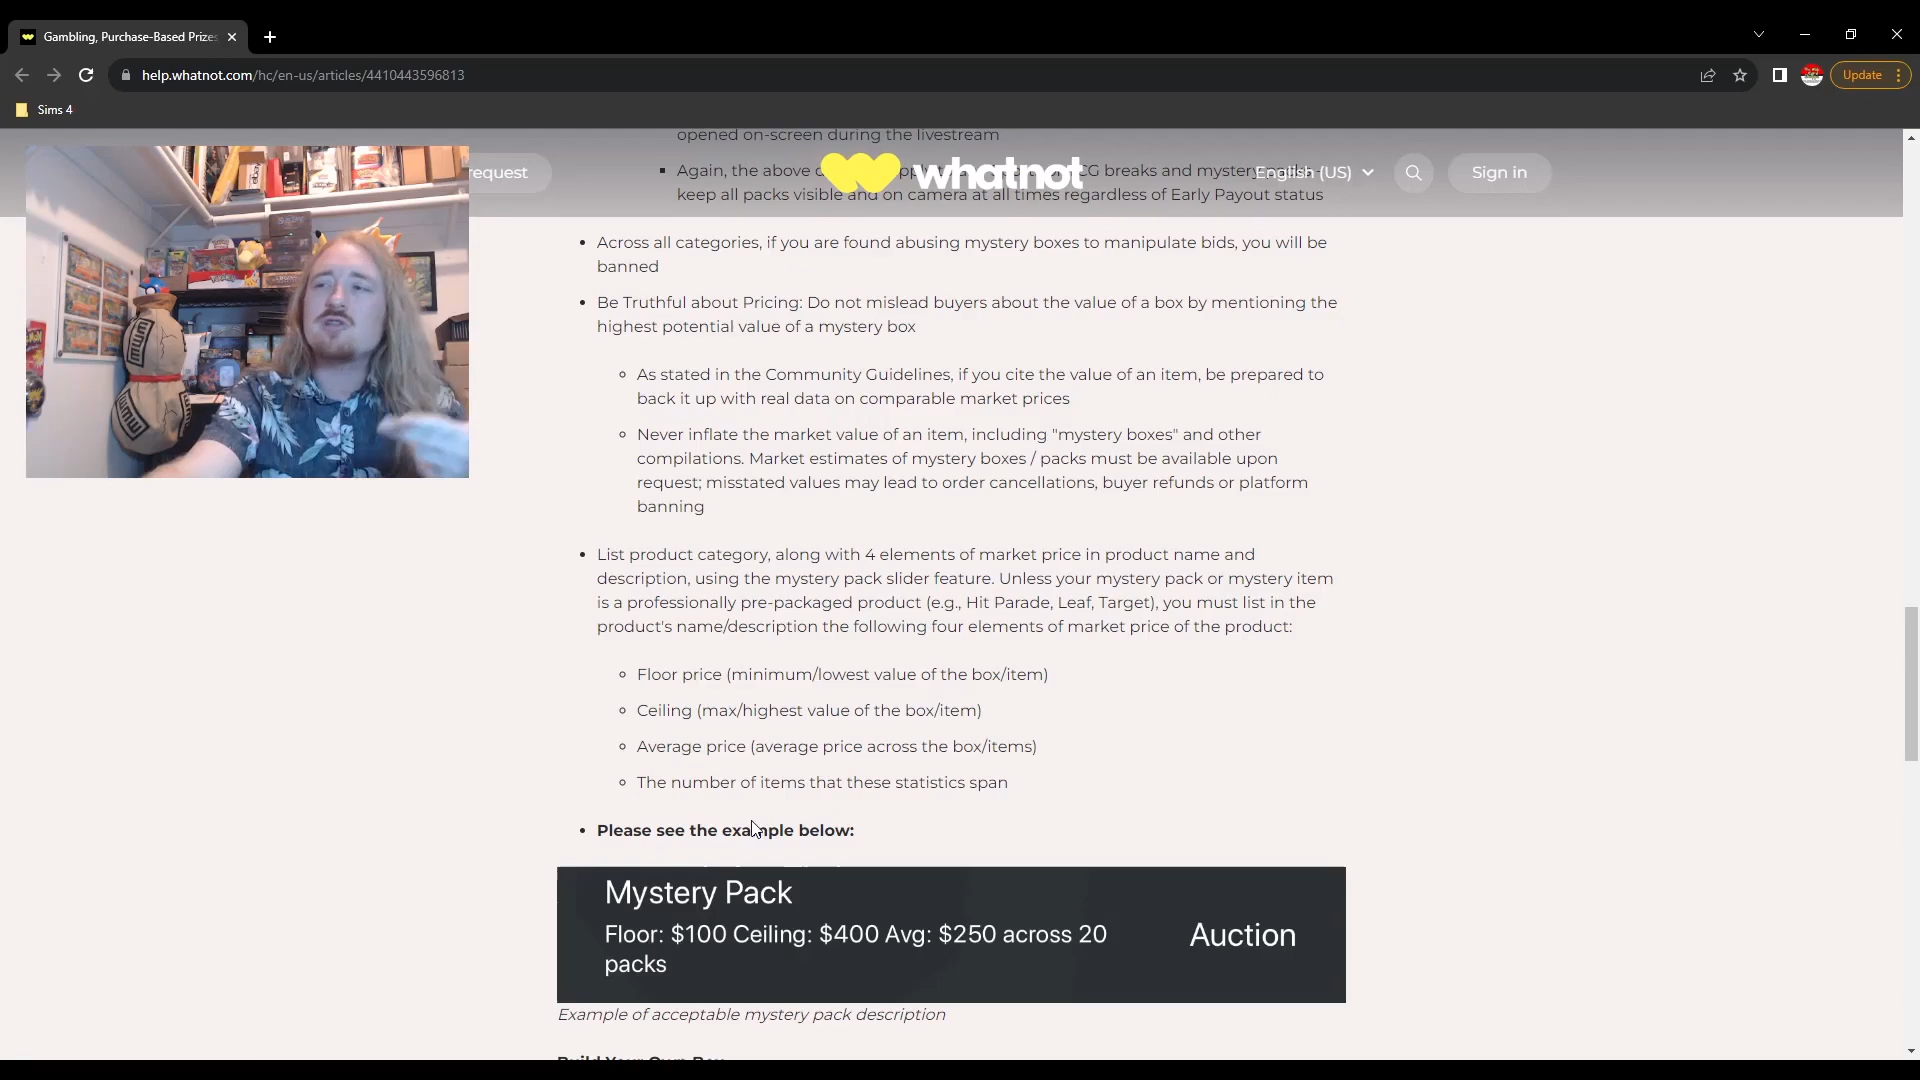 Gambling, Purchase-Based Prizes
help.whatnot.com/hc/en-us/articles/4410443596813
Update
Sims 4
opened on-screen during the livestream
request
whatnot
English (US)
Sign in
Again, the above CG breaks and mystery
keep all packs visible and on camera at all times regardless of Early Payout status
Across all categories, if you are found abusing mystery boxes to manipulate bids, you will be
banned
Be Truthful about Pricing: Do not mislead buyers about the value of a box by mentioning the
highest potential value of a mystery box
As stated in the Community Guidelines, if you cite the value of an item, be prepared to
back it up with real data on comparable market prices
Never inflate the market value of an item, including "mystery boxes" and other
compilations. Market estimates of mystery boxes / packs must be available upon
request; misstated values may lead to order cancellations, buyer refunds or platform
banning
List product category, along with 4 elements of market price in product name and
description, using the mystery pack slider feature. Unless your mystery pack or mystery item
is a professionally pre-packaged product (e.g., Hit Parade, Leaf, Target), you must list in the
product's name/description the following four elements of market price of the product:
Floor price (minimum/lowest value of the box/item)
Ceiling (max/highest value of the box/item)
Average price (average price across the box/items)
The number of items that these statistics span
Please see the example below:
Mystery Pack
Floor: $100 Ceiling: $400 Avg: $250 across 20
packs
Auction
Example of acceptable mystery pack description
Build Your Own Box